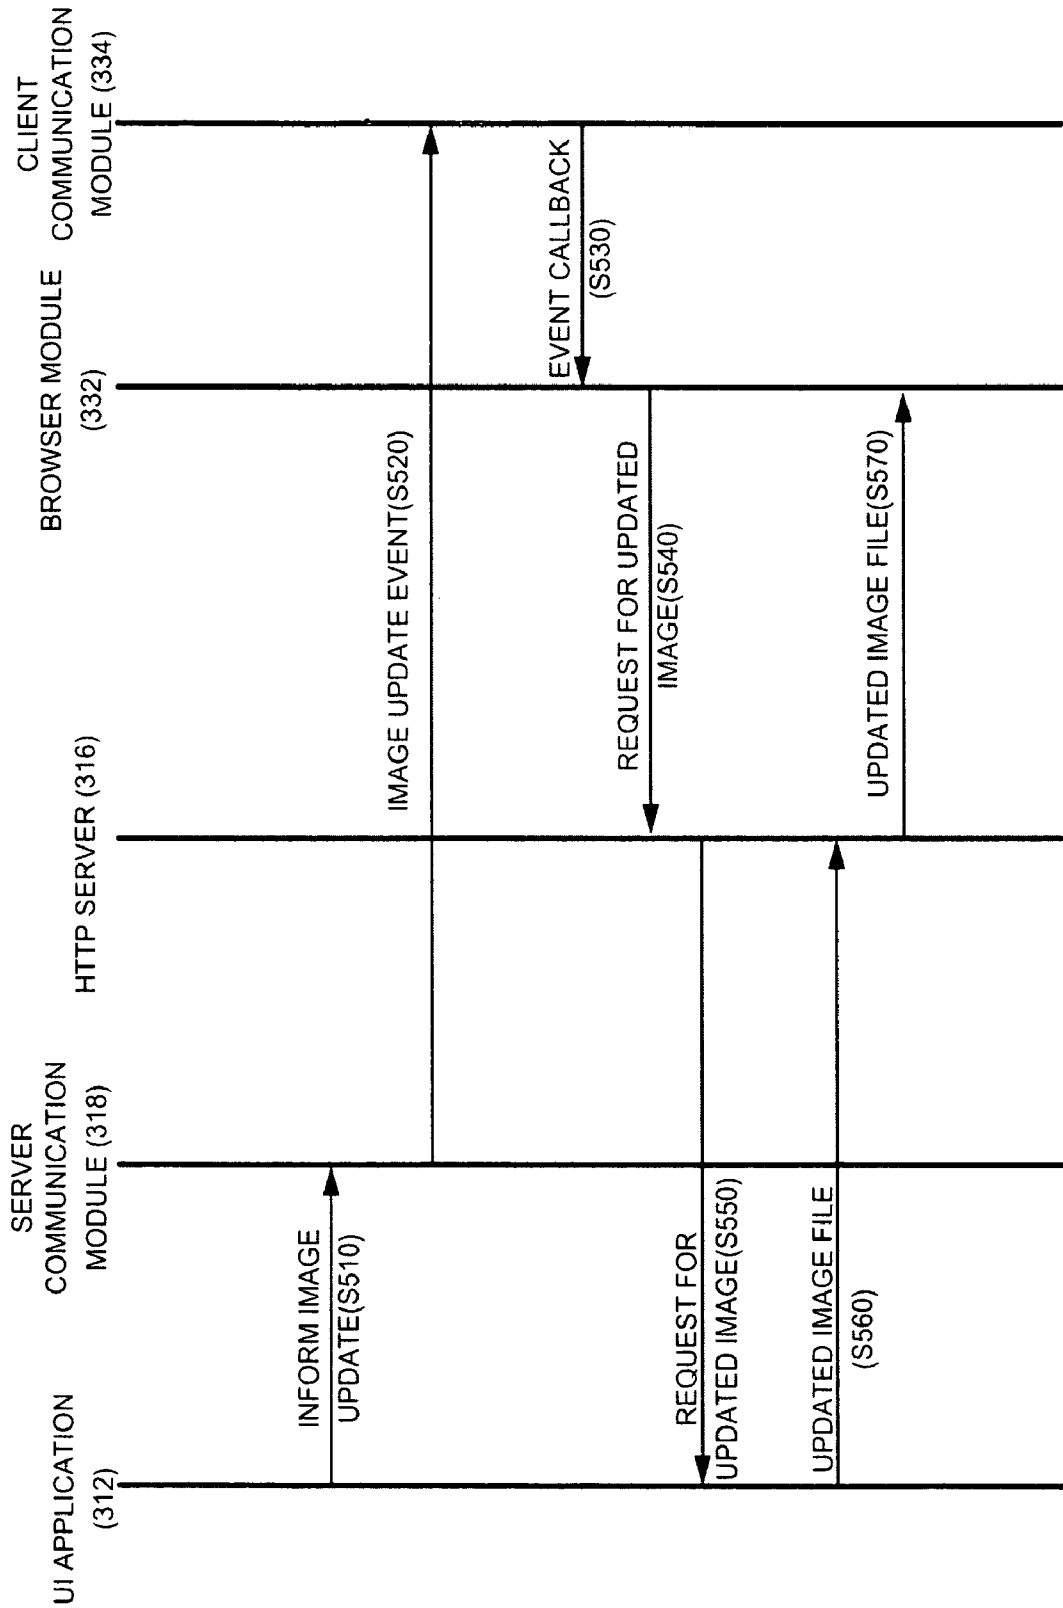 UI APPLICATION
(312)
SERVER
COMMUNICATION
MODULE (318)
HTTP SERVER (316)
BROWSER MODULE
(332)
CLIENT
COMMUNICATION
MODULE (334)
INFORM IMAGE
UPDATE(S510)
IMAGE UPDATE EVENT(S520)
EVENT CALLBACK
(S530)
REQUEST FOR UPDATED
IMAGE(S540)
REQUEST FOR
UPDATED IMAGE(S550)
UPDATED IMAGE FILE
(S560)
UPDATED IMAGE FILE(S570)